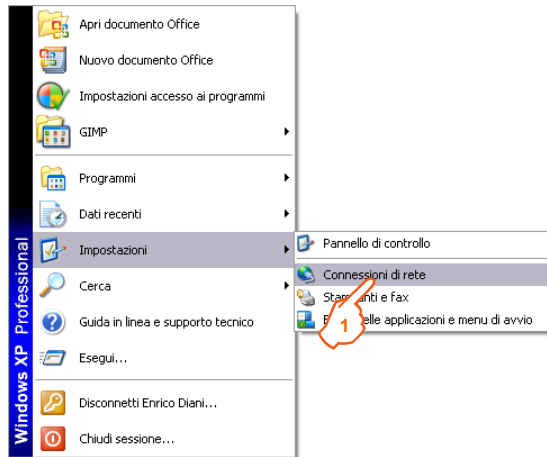 Apri documento Office
Nuovo documento Office
Impostazioni accesso ai programmi
GIMP
Programmi
Dati recenti
Impostazioni
Cerca
Guida in linea e supporto tecnico
Esegui...
Disconnetti Enrico Diani...
Chiudi sessione...
Windows XP Professional
Pannello di controllo
Connessioni di rete
e fax
applicazioni e menu di avvio
1